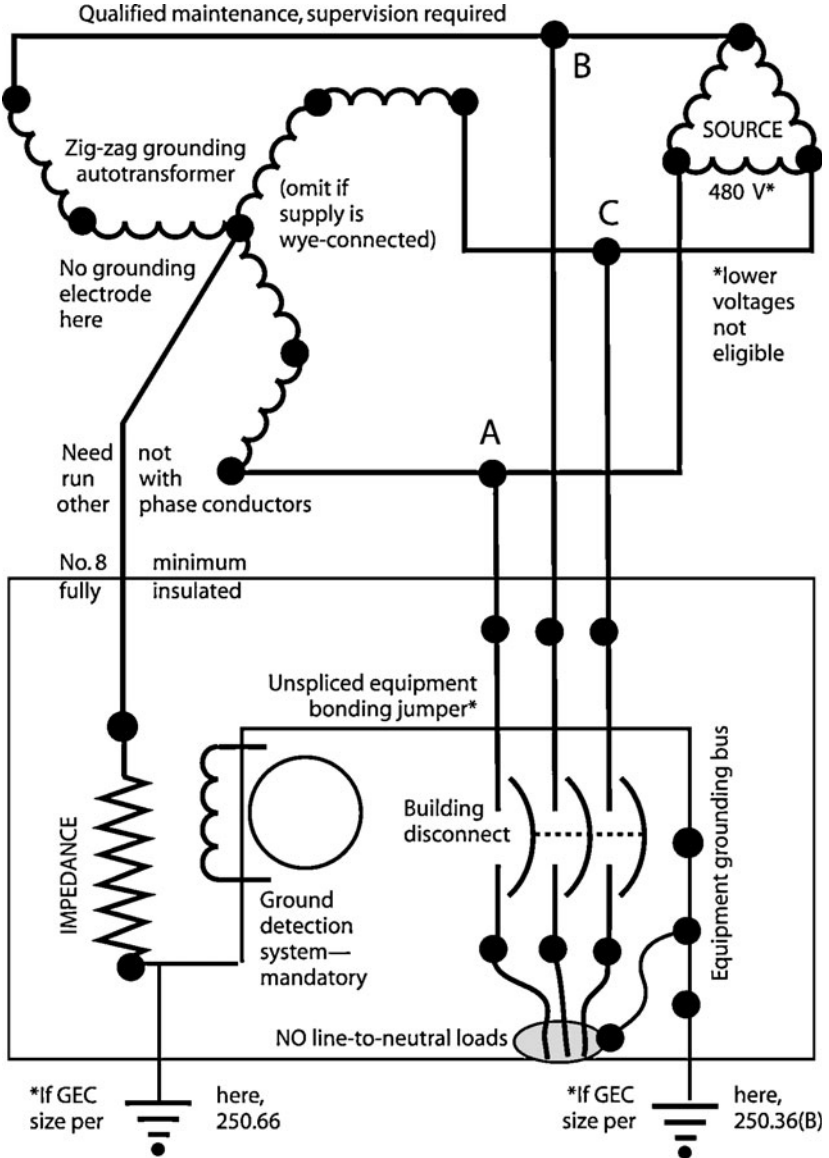 Qualified maintenance, supervision required
B
SOURCE
480 V*
Zig-zag grounding
autotransformer
(omit if
supply is
wye-connected)
C
No grounding
electrode
here
*lower
voltages
not
eligible
A
Need not
run with
other phase conductors
No. 8 minimum
fully insulated
Unspliced equipment
bonding jumper*
Building
disconnect
Equipment grounding bus
IMPEDANCE
Ground
detection
system—
mandatory
NO line-to-neutral loads
*If GEC here,
size per 250.66
*If GEC here,
size per 250.36(B)